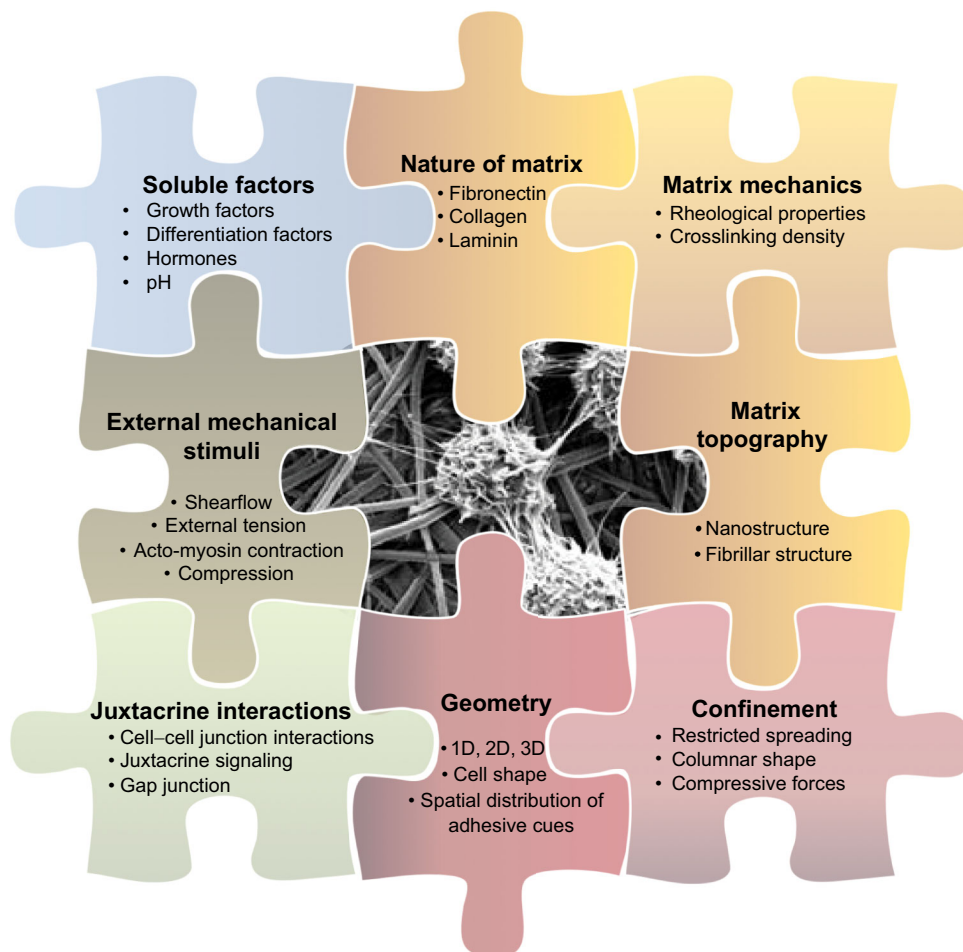 Soluble factors
• Growth factors
• Differentiation factors
• Hormones
• pH
Nature of matrix
• Fibronectin
• Collagen
• Laminin
Matrix mechanics
• Rheological properties
• Crosslinking density
External mechanical
stimuli
• Shearflow
• External tension
• Acto-myosin contraction
• Compression
Matrix
topography
• Nanostructure
• Fibrillar structure
Juxtacrine interactions
• Cell–cell junction interactions
• Juxtacrine signaling
• Gap junction
Geometry
• 1D, 2D, 3D
• Cell shape
• Spatial distribution of
adhesive cues
Confinement
• Restricted spreading
• Columnar shape
• Compressive forces